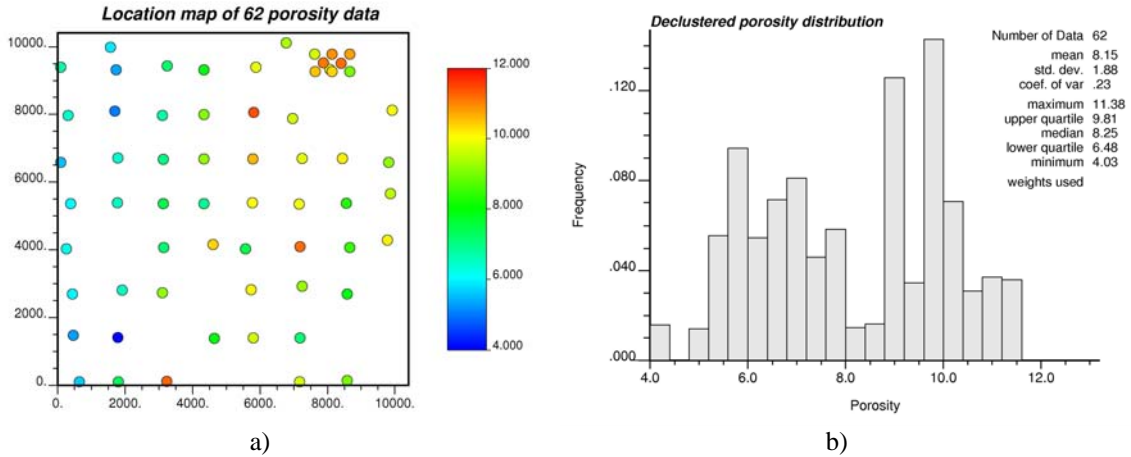 Location map of 62 porosity data
10000.
8000.
6000.
4000.
2000.
0.
0.
2000.
4000.
6000.
8000.
10000.
12.000
10.000
8.000
6.000
4.000
a)
Declustered porosity distribution
Number of Data 62
mean 8.15
std. dev. 1.88
coef. of var .23
maximum 11.38
upper quartile 9.81
median 8.25
lower quartile 6.48
minimum 4.03
weights used
Frequency
.120
.080
.040
.000
4.0
6.0
8.0
10.0
12.0
Porosity
b)